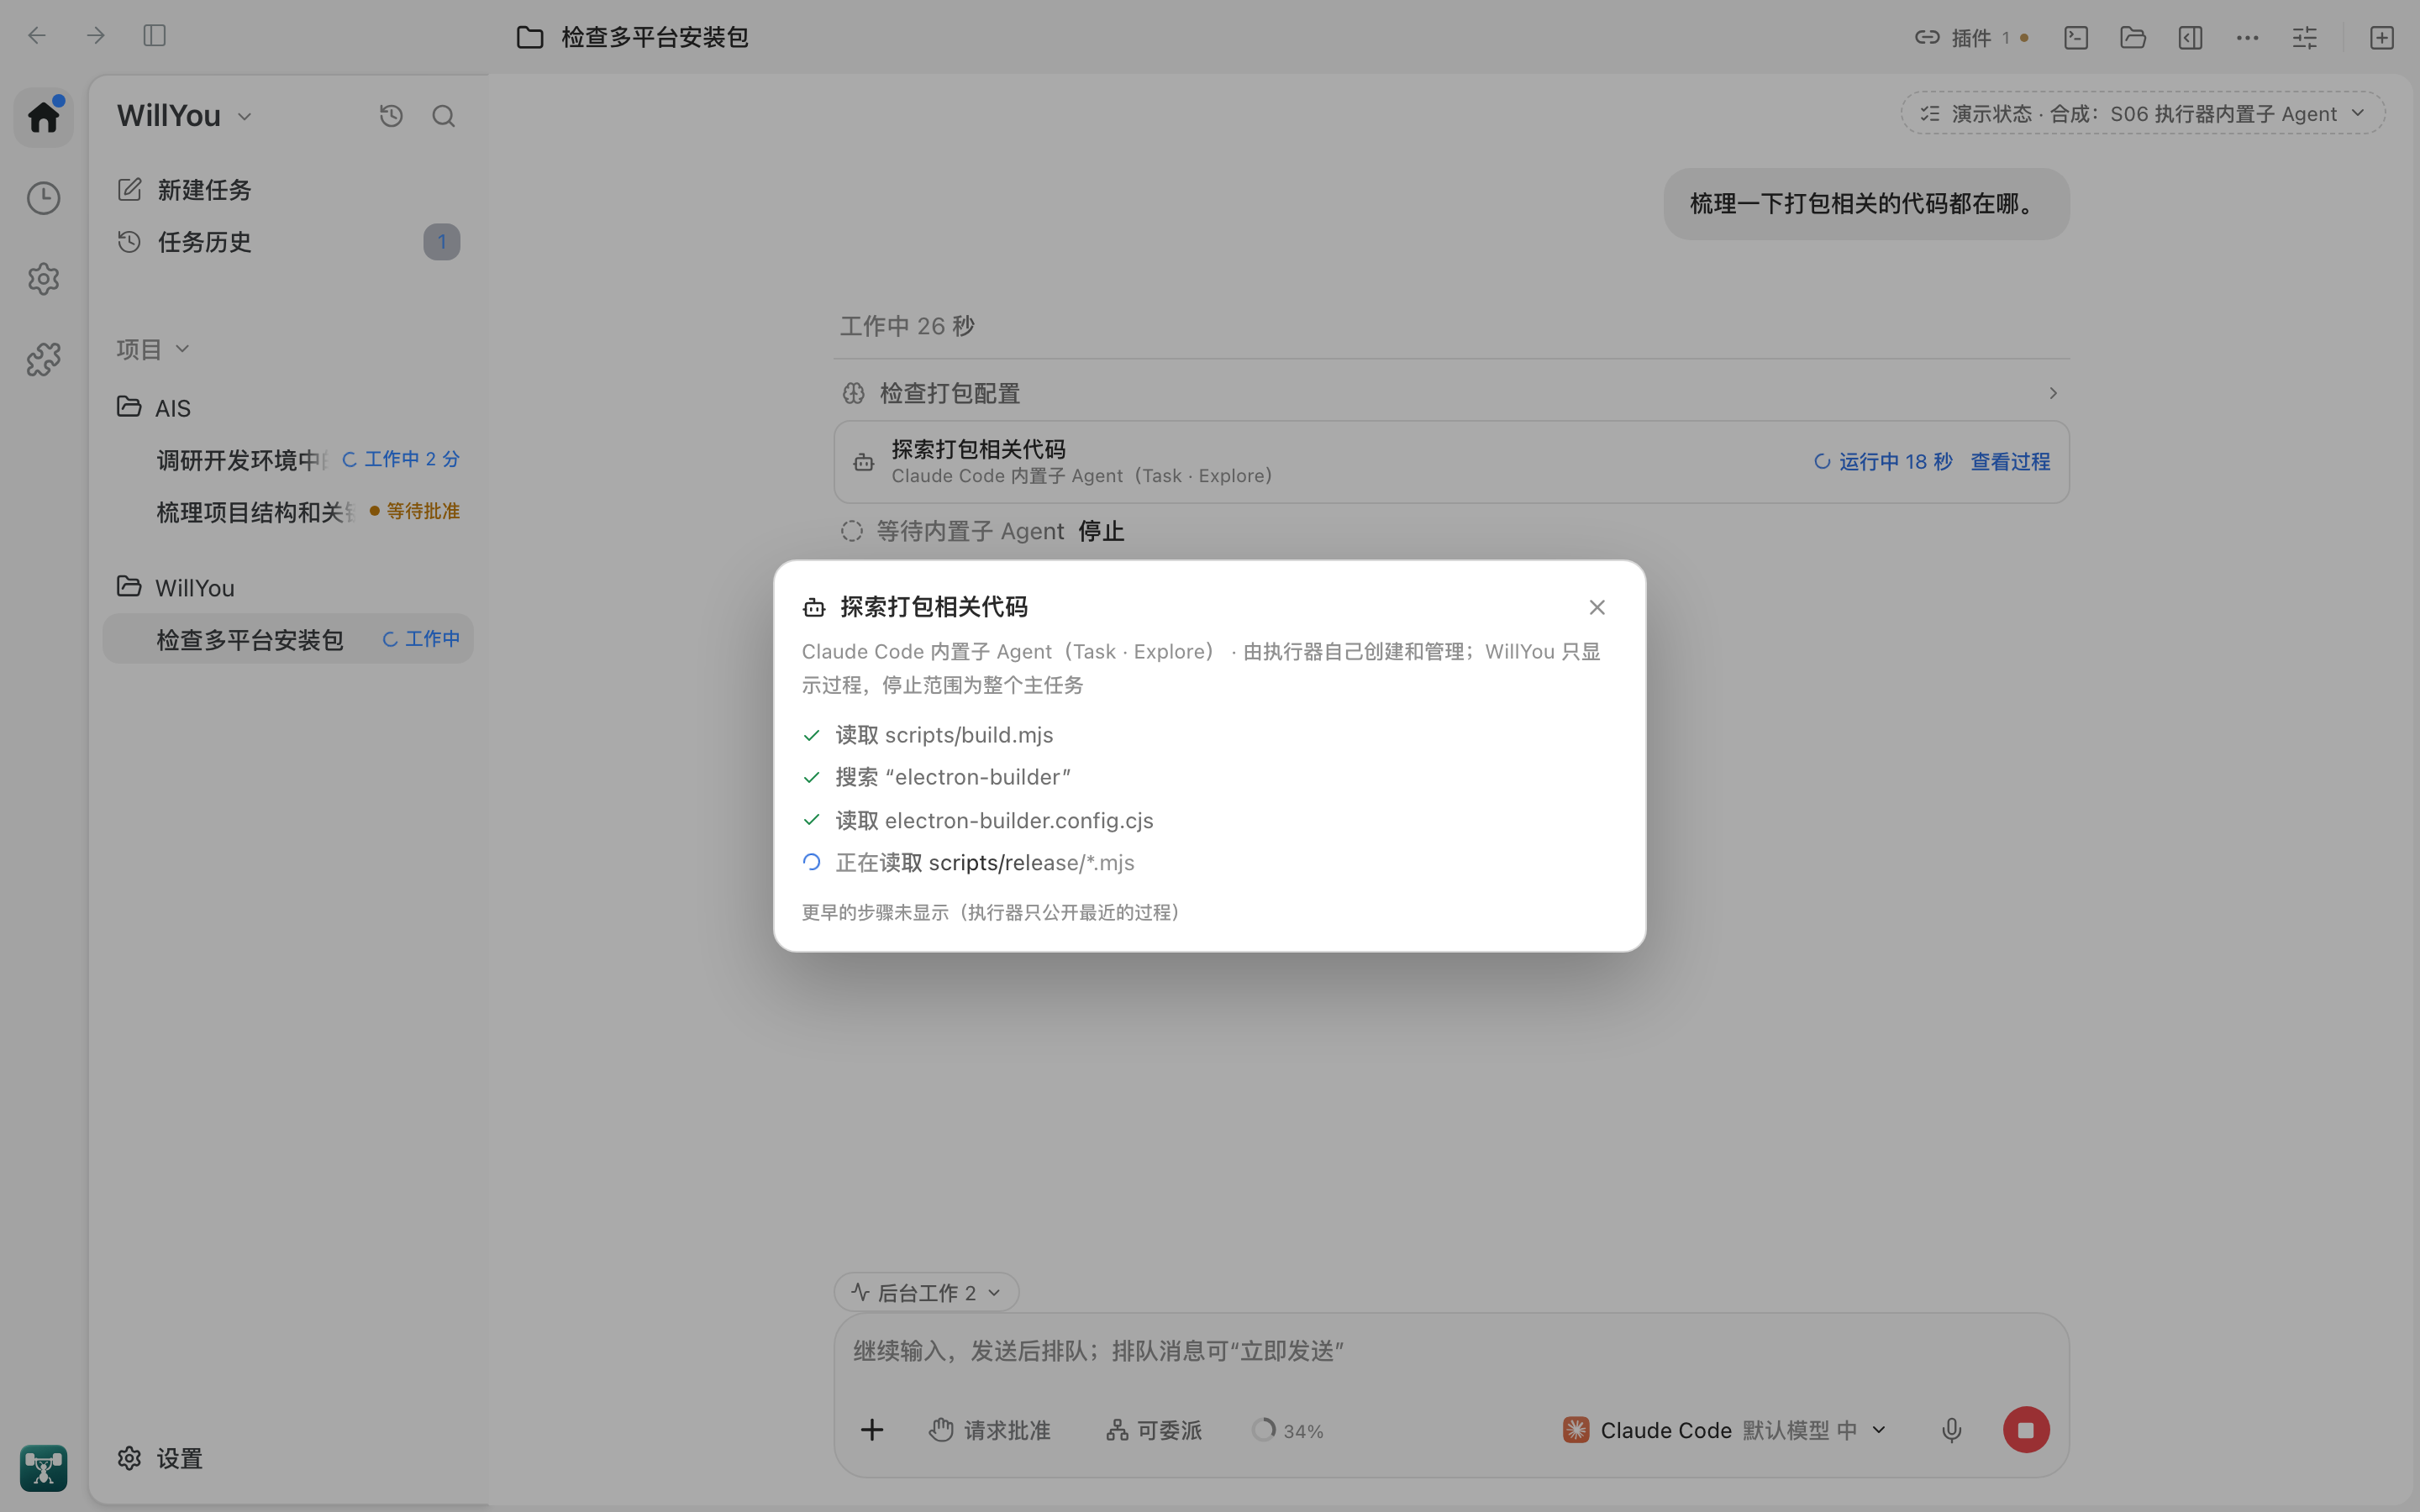 检查多平台安装包
插件 1
WillYou
演示状态 · 合成：S06 执行器内置子 Agent
新建任务
任务历史 1
梳理一下打包相关的代码都在哪。
项目
AIS
调研开发环境中 工作中 2 分
梳理项目结构和关 等待批准
WillYou
检查多平台安装包 工作中
设置
工作中 26 秒
检查打包配置
探索打包相关代码
Claude Code 内置子 Agent（Task · Explore）
运行中 18 秒 查看过程
等待内置子 Agent 停止
探索打包相关代码
Claude Code 内置子 Agent（Task · Explore） · 由执行器自己创建和管理；WillYou 只显
示过程，停止范围为整个主任务
读取 scripts/build.mjs
搜索 “electron-builder”
读取 electron-builder.config.cjs
正在读取 scripts/release/*.mjs
更早的步骤未显示（执行器只公开最近的过程）
后台工作 2
继续输入，发送后排队；排队消息可“立即发送”
请求批准 可委派 34% Claude Code 默认模型 中